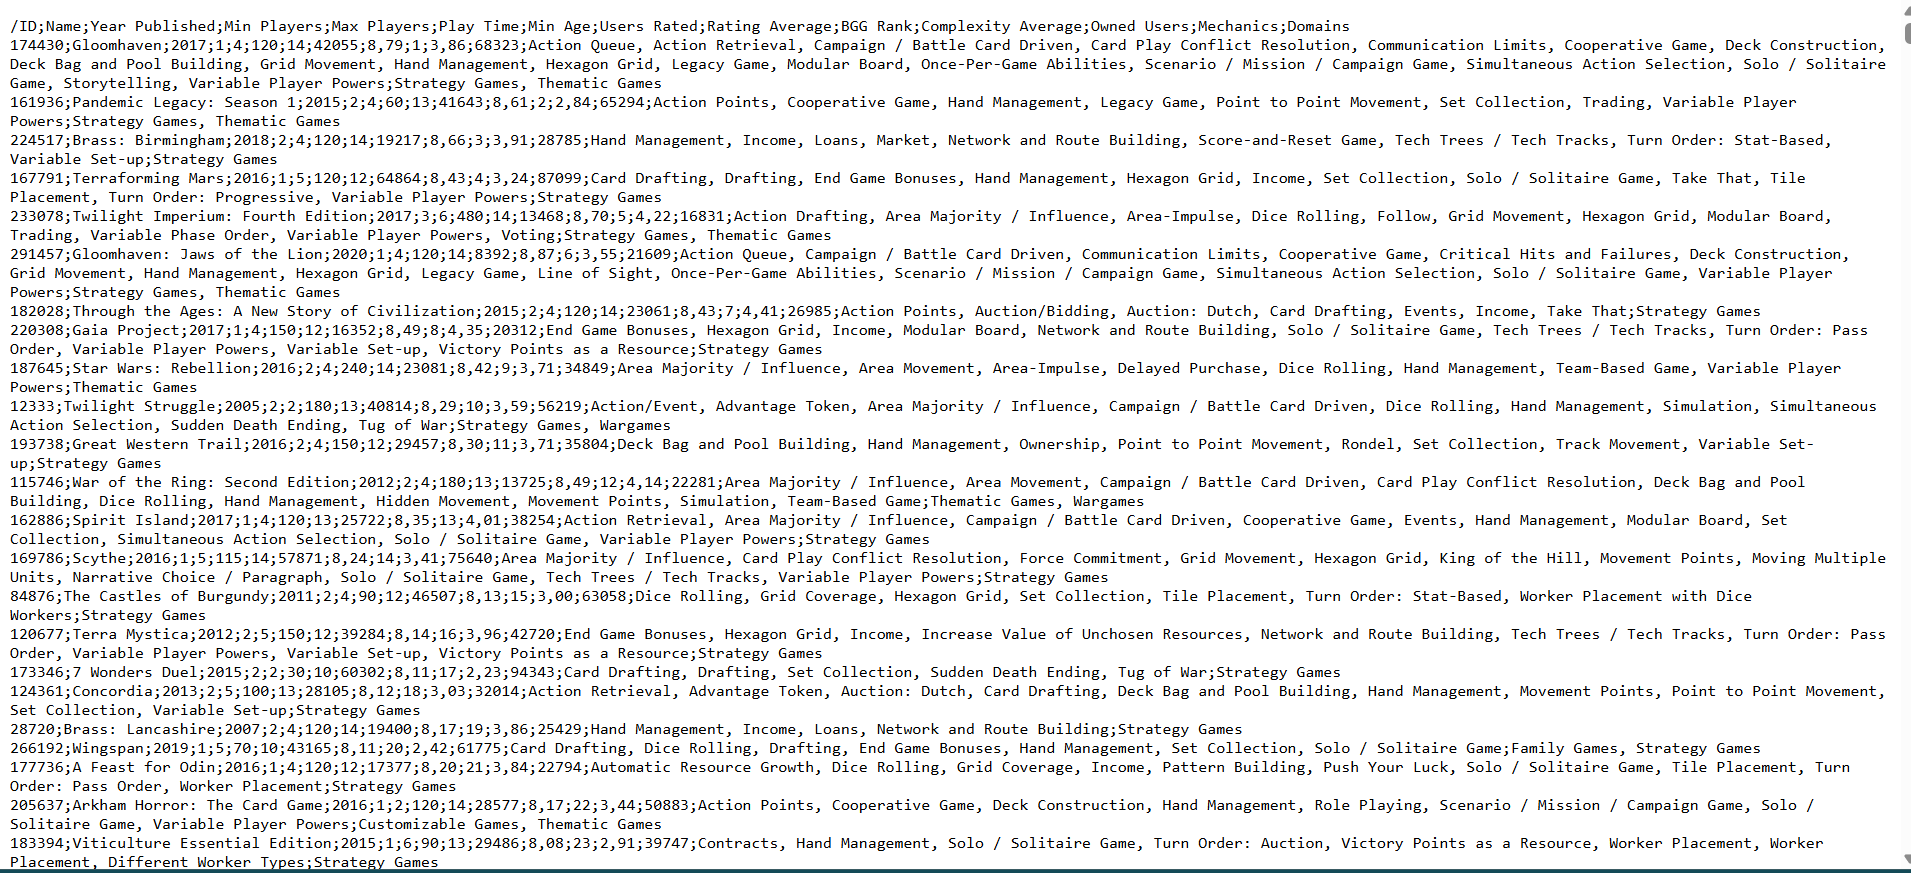 /ID;Name;Year Published;Min Players;Max Players;Play Time;Min Age;Users Rated;Rating Average;BGG Rank;Complexity Average;Owned Users;Mechanics;Domains
174430;Gloomhaven;2017;1;4;120;14;42055;8,79;1;3,86;68323;Action Queue, Action Retrieval, Campaign / Battle Card Driven, Card Play Conflict Resolution, Communication Limits, Cooperative Game, Deck Construction,
Deck Bag and Pool Building, Grid Movement, Hand Management, Hexagon Grid, Legacy Game, Modular Board, Once-Per-Game Abilities, Scenario / Mission / Campaign Game, Simultaneous Action Selection, Solo / Solitaire
Game, Storytelling, Variable Player Powers;Strategy Games, Thematic Games
161936;Pandemic Legacy: Season 1;2015;2;4;60;13;41643;8,61;2;2,84;65294;Action Points, Cooperative Game, Hand Management, Legacy Game, Point to Point Movement, Set Collection, Trading, Variable Player
Powers;Strategy Games, Thematic Games
224517;Brass: Birmingham;2018;2;4;120;14;19217;8,66;3;3,91;28785;Hand Management, Income, Loans, Market, Network and Route Building, Score-and-Reset Game, Tech Trees / Tech Tracks, Turn Order: Stat-Based,
Variable Set-up;Strategy Games
167791;Terraforming Mars;2016;1;5;120;12;64864;8,43;4;3,24;87099;Card Drafting, Drafting, End Game Bonuses, Hand Management, Hexagon Grid, Income, Set Collection, Solo / Solitaire Game, Take That, Tile
Placement, Turn Order: Progressive, Variable Player Powers;Strategy Games
233078;Twilight Imperium: Fourth Edition;2017;3;6;480;14;13468;8,70;5;4,22;16831;Action Drafting, Area Majority / Influence, Area-Impulse, Dice Rolling, Follow, Grid Movement, Hexagon Grid, Modular Board,
Trading, Variable Phase Order, Variable Player Powers, Voting;Strategy Games, Thematic Games
291457;Gloomhaven: Jaws of the Lion;2020;1;4;120;14;8392;8,87;6;3,55;21609;Action Queue, Campaign / Battle Card Driven, Communication Limits, Cooperative Game, Critical Hits and Failures, Deck Construction,
Grid Movement, Hand Management, Hexagon Grid, Legacy Game, Line of Sight, Once-Per-Game Abilities, Scenario / Mission / Campaign Game, Simultaneous Action Selection, Solo / Solitaire Game, Variable Player
Powers;Strategy Games, Thematic Games
182028;Through the Ages: A New Story of Civilization;2015;2;4;120;14;23061;8,43;7;4,41;26985;Action Points, Auction/Bidding, Auction: Dutch, Card Drafting, Events, Income, Take That;Strategy Games
220308;Gaia Project;2017;1;4;150;12;16352;8,49;8;4,35;20312;End Game Bonuses, Hexagon Grid, Income, Modular Board, Network and Route Building, Solo / Solitaire Game, Tech Trees / Tech Tracks, Turn Order: Pass
Order, Variable Player Powers, Variable Set-up, Victory Points as a Resource;Strategy Games
187645;Star Wars: Rebellion;2016;2;4;240;14;23081;8,42;9;3,71;34849;Area Majority / Influence, Area Movement, Area-Impulse, Delayed Purchase, Dice Rolling, Hand Management, Team-Based Game, Variable Player
Powers;Thematic Games
12333;Twilight Struggle;2005;2;2;180;13;40814;8,29;10;3,59;56219;Action/Event, Advantage Token, Area Majority / Influence, Campaign / Battle Card Driven, Dice Rolling, Hand Management, Simulation, Simultaneous
Action Selection, Sudden Death Ending, Tug of War;Strategy Games, Wargames
193738;Great Western Trail;2016;2;4;150;12;29457;8,30;11;3,71;35804;Deck Bag and Pool Building, Hand Management, Ownership, Point to Point Movement, Rondel, Set Collection, Track Movement, Variable Set-
up;Strategy Games
115746;War of the Ring: Second Edition;2012;2;4;180;13;13725;8,49;12;4,14;22281;Area Majority / Influence, Area Movement, Campaign / Battle Card Driven, Card Play Conflict Resolution, Deck Bag and Pool
Building, Dice Rolling, Hand Management, Hidden Movement, Movement Points, Simulation, Team-Based Game;Thematic Games, Wargames
162886;Spirit Island;2017;1;4;120;13;25722;8,35;13;4,01;38254;Action Retrieval, Area Majority / Influence, Campaign / Battle Card Driven, Cooperative Game, Events, Hand Management, Modular Board, Set
Collection, Simultaneous Action Selection, Solo / Solitaire Game, Variable Player Powers;Strategy Games
169786;Scythe;2016;1;5;115;14;57871;8,24;14;3,41;75640;Area Majority / Influence, Card Play Conflict Resolution, Force Commitment, Grid Movement, Hexagon Grid, King of the Hill, Movement Points, Moving Multiple
Units, Narrative Choice / Paragraph, Solo / Solitaire Game, Tech Trees / Tech Tracks, Variable Player Powers;Strategy Games
84876;The Castles of Burgundy;2011;2;4;90;12;46507;8,13;15;3,00;63058;Dice Rolling, Grid Coverage, Hexagon Grid, Set Collection, Tile Placement, Turn Order: Stat-Based, Worker Placement with Dice
Workers;Strategy Games
120677;Terra Mystica;2012;2;5;150;12;39284;8,14;16;3,96;42720;End Game Bonuses, Hexagon Grid, Income, Increase Value of Unchosen Resources, Network and Route Building, Tech Trees / Tech Tracks, Turn Order: Pass
Order, Variable Player Powers, Variable Set-up, Victory Points as a Resource;Strategy Games
173346;7 Wonders Duel;2015;2;2;30;10;60302;8,11;17;2,23;94343;Card Drafting, Drafting, Set Collection, Sudden Death Ending, Tug of War;Strategy Games
124361;Concordia;2013;2;5;100;13;28105;8,12;18;3,03;32014;Action Retrieval, Advantage Token, Auction: Dutch, Card Drafting, Deck Bag and Pool Building, Hand Management, Movement Points, Point to Point Movement,
Set Collection, Variable Set-up;Strategy Games
28720;Brass: Lancashire;2007;2;4;120;14;19400;8,17;19;3,86;25429;Hand Management, Income, Loans, Network and Route Building;Strategy Games
266192;Wingspan;2019;1;5;70;10;43165;8,11;20;2,42;61775;Card Drafting, Dice Rolling, Drafting, End Game Bonuses, Hand Management, Set Collection, Solo / Solitaire Game;Family Games, Strategy Games
177736;A Feast for Odin;2016;1;4;120;12;17377;8,20;21;3,84;22794;Automatic Resource Growth, Dice Rolling, Grid Coverage, Income, Pattern Building, Push Your Luck, Solo / Solitaire Game, Tile Placement, Turn
Order: Pass Order, Worker Placement;Strategy Games
205637;Arkham Horror: The Card Game;2016;1;2;120;14;28577;8,17;22;3,44;50883;Action Points, Cooperative Game, Deck Construction, Hand Management, Role Playing, Scenario / Mission / Campaign Game, Solo /
Solitaire Game, Variable Player Powers;Customizable Games, Thematic Games
183394;Viticulture Essential Edition;2015;1;6;90;13;29486;8,08;23;2,91;39747;Contracts, Hand Management, Solo / Solitaire Game, Turn Order: Auction, Victory Points as a Resource, Worker Placement, Worker
Placement, Different Worker Types;Strategy Games